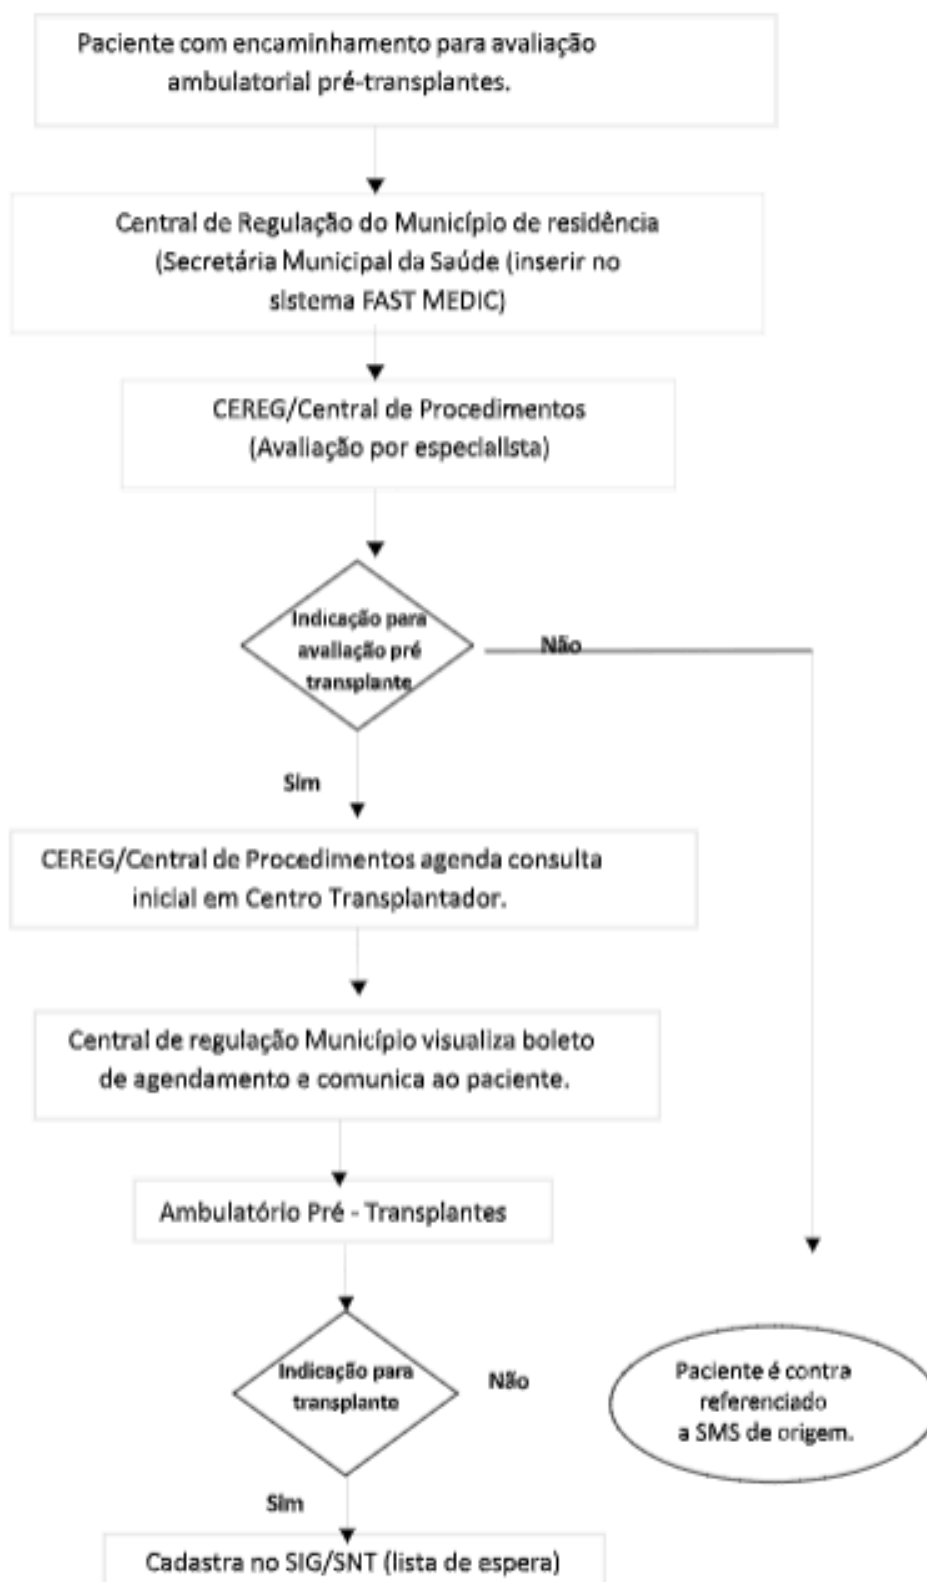 Paciente com encaminhamento para avaliação
ambulatorial pré-transplantes.
Central de Regulação do Município de residência
(Secretária Municipal da Saúde (inserir no
sistema FAST MEDIC)
CEREG/Central de Procedimentos
(Avaliação por especialista)
Indicação para
avaliação pré
transplante
Não
Sim
CEREG/Central de Procedimentos agenda consulta
inicial em Centro Transplantador.
Central de regulação Município visualiza boleto
de agendamento e comunica ao paciente.
Ambulatório Pré - Transplantes
Indicação para
transplante
Não
Paciente é contra
referenciado
a SMS de origem.
Sim
Cadastra no SIG/SNT (lista de espera)